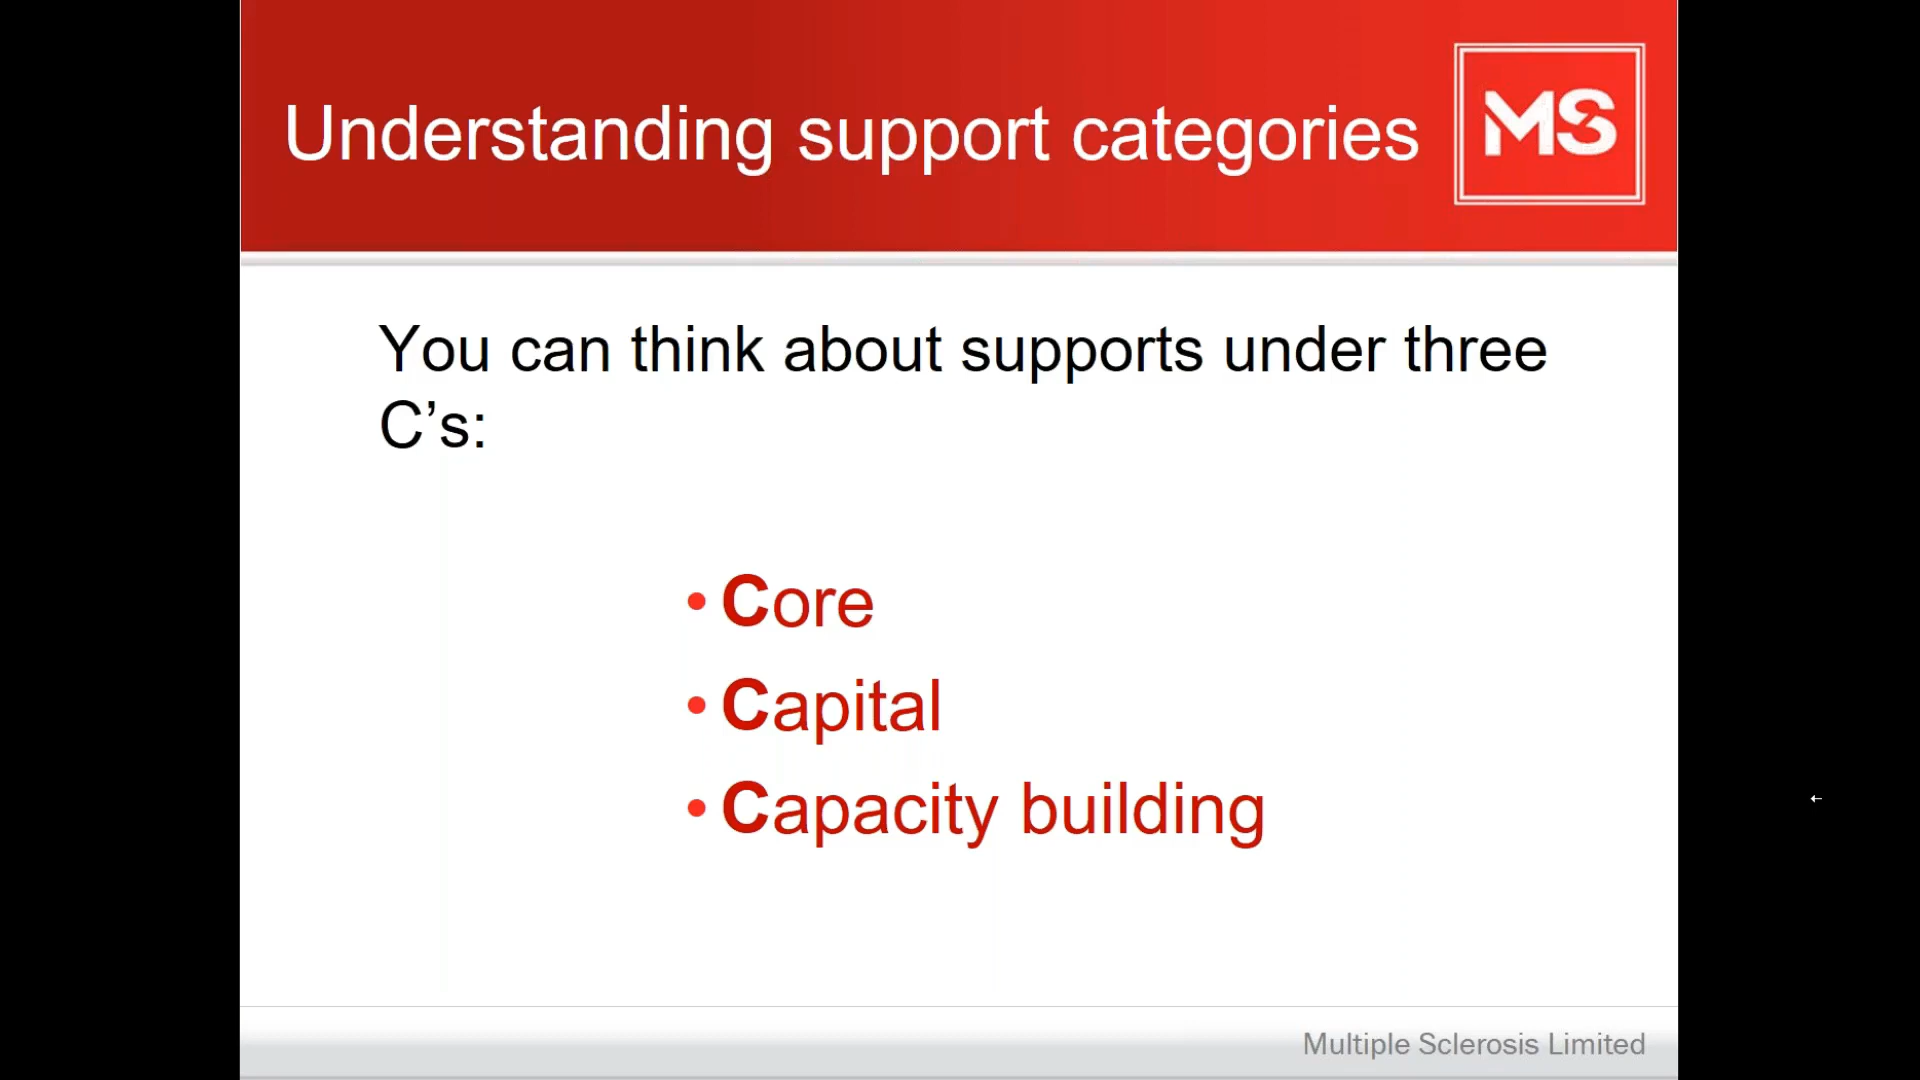 Understanding support categories
MS
You can think about supports under three
C’s:
• Core
• Capital
• Capacity building
Multiple Sclerosis Limited